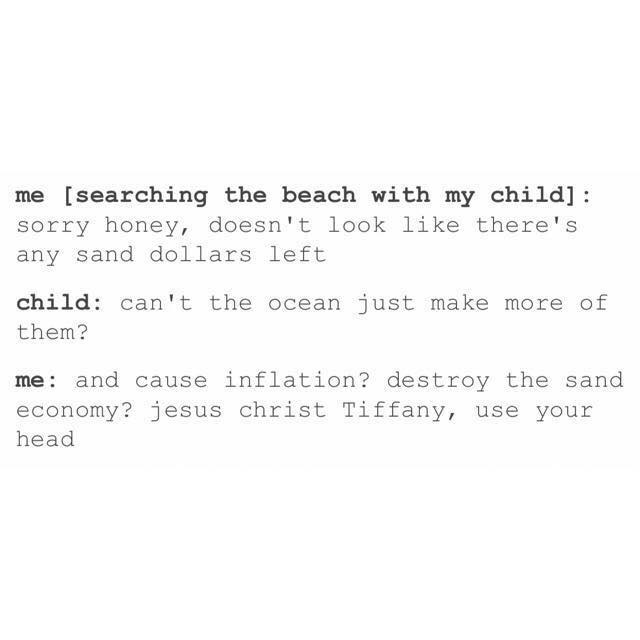 me [searching the beach with my child]:
sorry honey, doesn't look like there's
any sand dollars left
child: can't the ocean just make more of
them?
me: and cause inflation? destroy the sand
economy? jesus christ Tiffany, use your
head